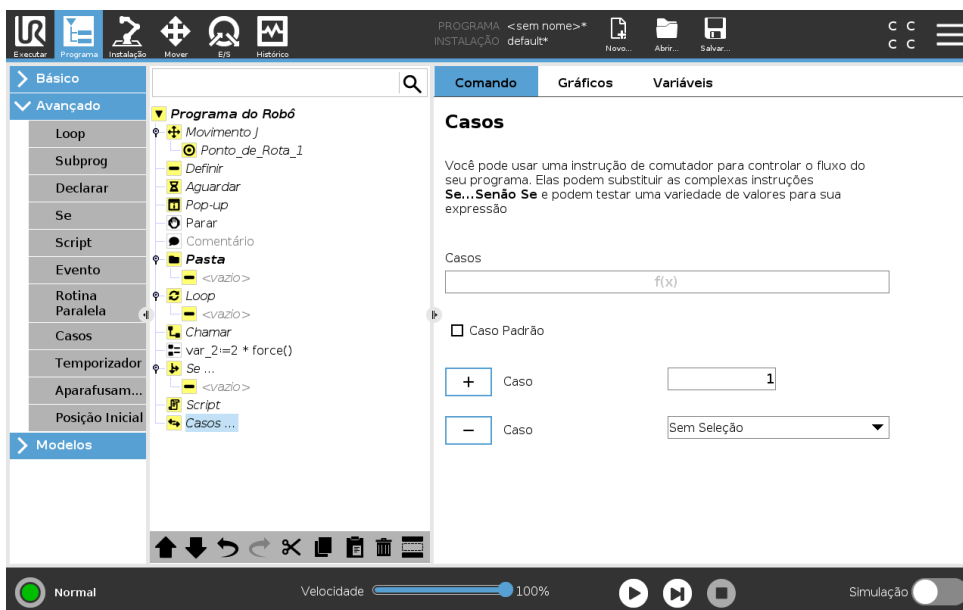 UR
Executar
Programa
Instalação
Mover
E/S
Histórico
PROGRAMA <sem nome>*
INSTALAÇÃO default*
Novo...
Abrir...
Salvar...
C C
C C
Básico
Avançado
Loop
Subprog
Declarar
Se
Script
Evento
Rotina
Paralela
Casos
Temporizador
Aparafusam...
Posição Inicial
Modelos
Programa do Robô
Movimento J
Ponto_de_Rota_1
Definir
Aguardar
Pop-up
Parar
Comentário
Pasta
<vazio>
Loop
<vazio>
Chamar
var_2:=2 * force()
Se ...
<vazio>
Script
Casos ...
Comando
Gráficos
Variáveis
Casos
Você pode usar uma instrução de comutador para controlar o fluxo do
seu programa. Elas podem substituir as complexas instruções
Se...Senão Se e podem testar uma variedade de valores para sua
expressão
Casos
f(x)
Caso Padrão
+ Caso 1
− Caso Sem Seleção
Normal
Velocidade 100%
Simulação